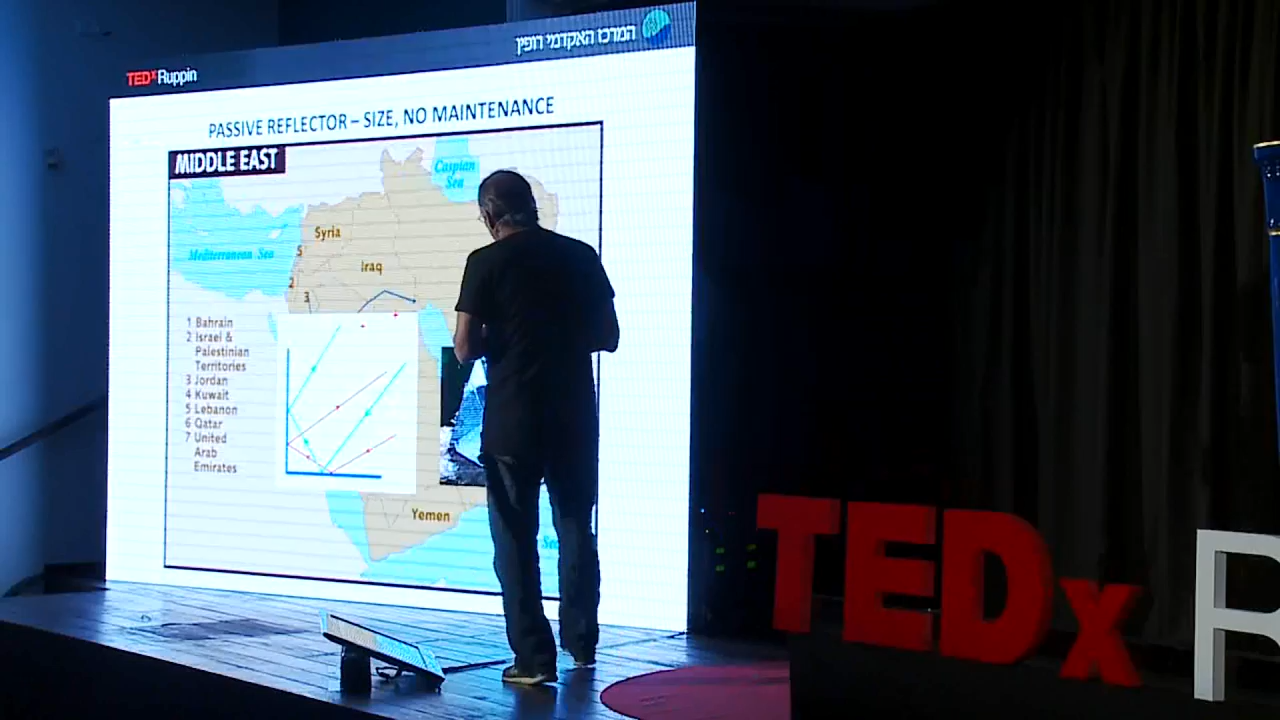 המרכז האקדמי רופין
TEDxRuppin
PASSIVE REFLECTOR – SIZE, NO MAINTENANCE
MIDDLE EAST
Caspian
Sea
Syria
Mediterranean Sea
5
Iraq
2
3
1 Bahrain
2 Israel &
Palestinian
Territories
3 Jordan
4 Kuwait
5 Lebanon
6 Qatar
7 United
Arab
Emirates
Yemen
Sea
TEDx R